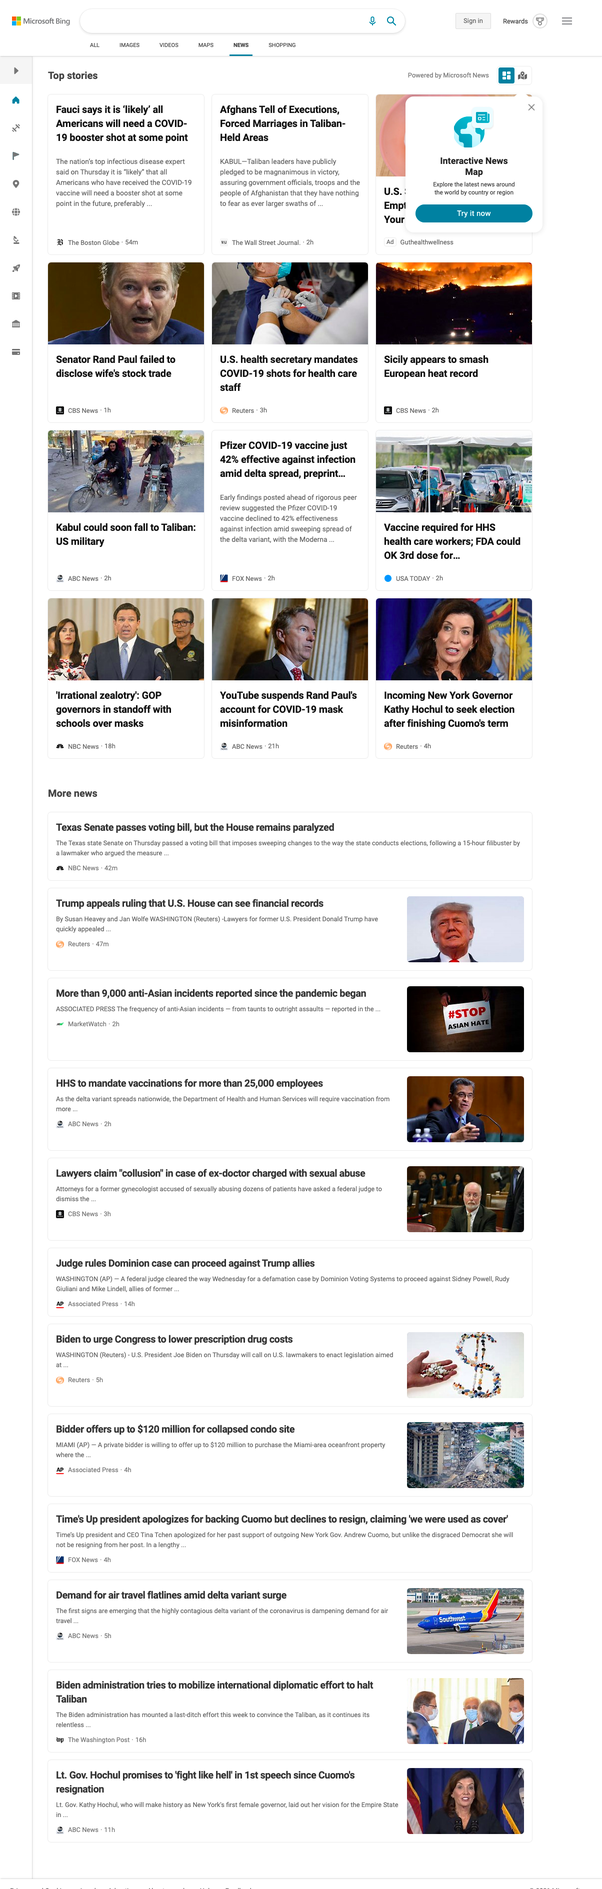 Microsoft Bing
Sign in
Rewards
ALL
IMAGES
VIDEOS
MAPS
NEWS
SHOPPING
Top stories
Powered by Microsoft News
Fauci says it is ‘likely’ all
Americans will need a COVID-
19 booster shot at some point
The nation's top infectious disease expert
said on Thursday it is “likely” that all
Americans who have received the COVID-19
vaccine will need a booster shot at some
point in the future, preferably ...
The Boston Globe · 54m
Afghans Tell of Executions,
Forced Marriages in Taliban-
Held Areas
KABUL—Taliban leaders have publicly
pledged to be magnanimous in victory,
assuring government officials, troops and the
people of Afghanistan that they have nothing
to fear as ever larger swaths of ...
The Wall Street Journal. · 2h
U.S.
Empt
Your
Ad Guthealthwellness
Interactive News
Map
Explore the latest news around
the world by country or region
Try it now
Senator Rand Paul failed to
disclose wife's stock trade
CBS News · 1h
U.S. health secretary mandates
COVID-19 shots for health care
staff
Reuters · 3h
Sicily appears to smash
European heat record
CBS News · 2h
Kabul could soon fall to Taliban:
US military
ABC News · 2h
Pfizer COVID-19 vaccine just
42% effective against infection
amid delta spread, preprint...
Early findings posted ahead of rigorous peer
review suggested the Pfizer COVID-19
vaccine declined to 42% effectiveness
against infection amid sweeping spread of
the delta variant, with the Moderna ...
FOX News · 2h
Vaccine required for HHS
health care workers; FDA could
OK 3rd dose for...
USA TODAY · 2h
'Irrational zealotry': GOP
governors in standoff with
schools over masks
NBC News · 18h
YouTube suspends Rand Paul's
account for COVID-19 mask
misinformation
ABC News · 21h
Incoming New York Governor
Kathy Hochul to seek election
after finishing Cuomo's term
Reuters · 4h
More news
Texas Senate passes voting bill, but the House remains paralyzed
The Texas state Senate on Thursday passed a voting bill that imposes sweeping changes to the way the state conducts elections, following a 15-hour filibuster by
a lawmaker who argued the measure ...
NBC News · 42m
Trump appeals ruling that U.S. House can see financial records
By Susan Heavey and Jan Wolfe WASHINGTON (Reuters) -Lawyers for former U.S. President Donald Trump have
quickly appealed ...
Reuters · 47m
More than 9,000 anti-Asian incidents reported since the pandemic began
ASSOCIATED PRESS The frequency of anti-Asian incidents — from taunts to outright assaults — reported in the ...
MarketWatch · 2h
#STOP
ASIAN HATE
HHS to mandate vaccinations for more than 25,000 employees
As the delta variant spreads nationwide, the Department of Health and Human Services will require vaccination from
more ...
ABC News · 2h
Lawyers claim "collusion" in case of ex-doctor charged with sexual abuse
Attorneys for a former gynecologist accused of sexually abusing dozens of patients have asked a federal judge to
dismiss the ...
CBS News · 3h
Judge rules Dominion case can proceed against Trump allies
WASHINGTON (AP) — A federal judge cleared the way Wednesday for a defamation case by Dominion Voting Systems to proceed against Sidney Powell, Rudy
Giuliani and Mike Lindell, allies of former ...
AP Associated Press · 14h
Biden to urge Congress to lower prescription drug costs
WASHINGTON (Reuters) - U.S. President Joe Biden on Thursday will call on U.S. lawmakers to enact legislation aimed
at ...
Reuters · 5h
Bidder offers up to $120 million for collapsed condo site
MIAMI (AP) — A private bidder is willing to offer up to $120 million to purchase the Miami-area oceanfront property
where the ...
AP Associated Press · 4h
Time's Up president apologizes for backing Cuomo but declines to resign, claiming 'we were used as cover'
Time's Up president and CEO Tina Tchen apologized for her past support of outgoing New York Gov. Andrew Cuomo, but unlike the disgraced Democrat she will
not be resigning from her post. In a lengthy ...
FOX News · 4h
Demand for air travel flatlines amid delta variant surge
The first signs are emerging that the highly contagious delta variant of the coronavirus is dampening demand for air
travel ...
ABC News · 5h
Southwest
Biden administration tries to mobilize international diplomatic effort to halt
Taliban
The Biden administration has mounted a last-ditch effort this week to convince the Taliban, as it continues its
relentless ...
wp The Washington Post · 16h
Lt. Gov. Hochul promises to 'fight like hell' in 1st speech since Cuomo's
resignation
Lt. Gov. Kathy Hochul, who will make history as New York's first female governor, laid out her vision for the Empire State
in ...
ABC News · 11h